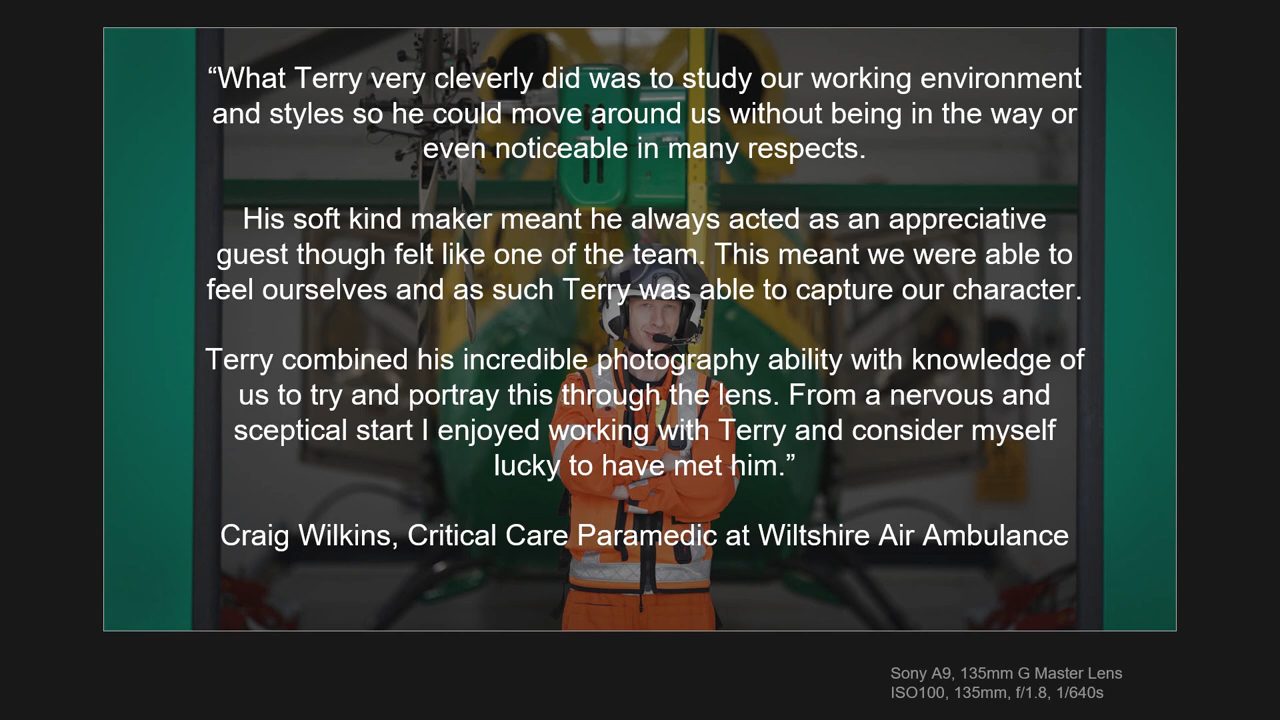 “What Terry very cleverly did was to study our working environment
and styles so he could move around us without being in the way or
even noticeable in many respects.
His soft kind maker meant he always acted as an appreciative
guest though felt like one of the team. This meant we were able to
feel ourselves and as such Terry was able to capture our character.
Terry combined his incredible photography ability with knowledge of
us to try and portray this through the lens. From a nervous and
sceptical start I enjoyed working with Terry and consider myself
lucky to have met him.”
Craig Wilkins, Critical Care Paramedic at Wiltshire Air Ambulance
Sony A9, 135mm G Master Lens
ISO100, 135mm, f/1.8, 1/640s